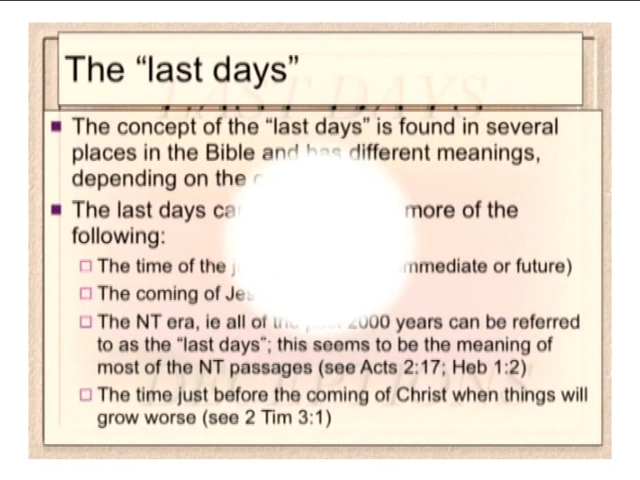 The “last days”
The concept of the “last days” is found in several
places in the Bible and has different meanings,
depending on the
The last days more of the
following:
The time of the immediate or future)
The coming of
The NT era, ie all of the 2000 years can be referred
to as the “last days”; this seems to be the meaning of
most of the NT passages (see Acts 2:17; Heb 1:2)
The time just before the coming of Christ when things will
grow worse (see 2 Tim 3:1)